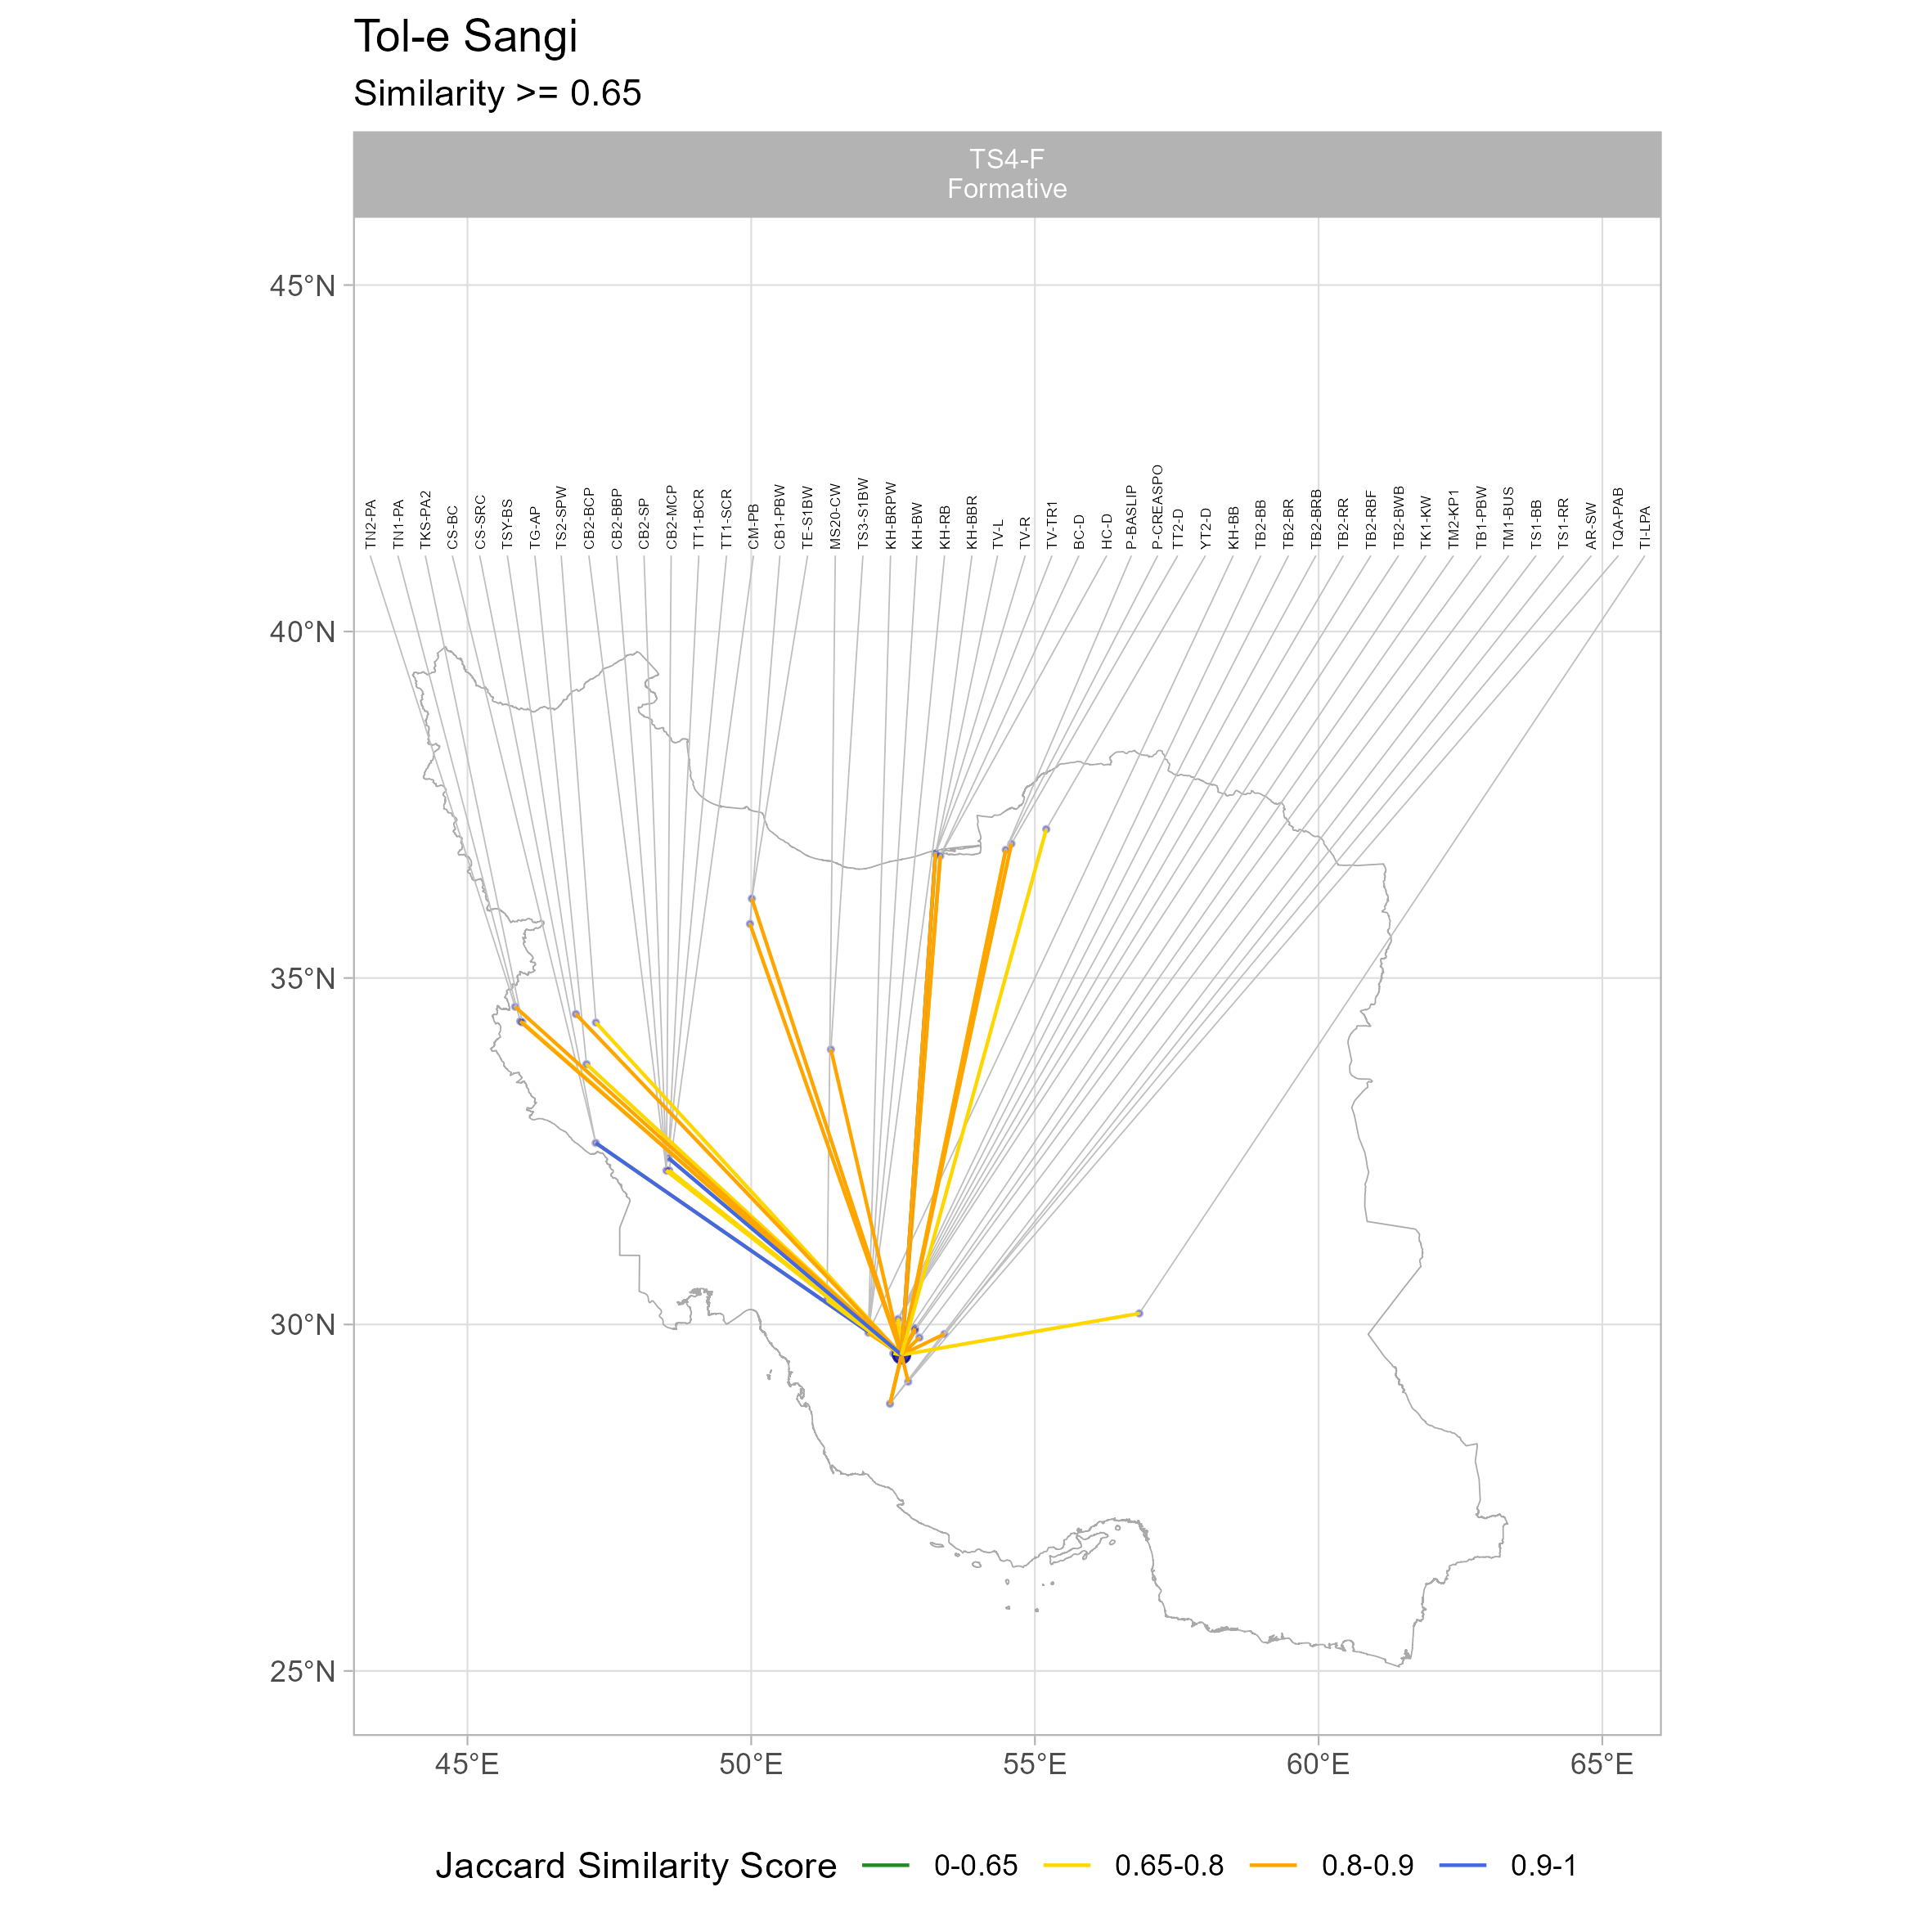 Tol-e Sangi
Similarity >= 0.65
TS4-F
Formative
45°N
40°N
35°N
30°N
25°N
TN2-PA
TN1-PA
TKS-PA2
CS-BC
CS-SRC
TSY-BS
TG-AP
TS2-SPW
CB2-BCP
CB2-BBP
CB2-SP
CB2-MCP
TT1-BCR
TT1-SCR
CM-PB
CB1-PBW
TE-S1BW
MS20-CW
TS3-S1BW
KH-BRPW
KH-BW
KH-RB
KH-BBR
TV-L
TV-R
TV-TR1
BC-D
HC-D
P-BASLIP
P-CREASPO
TT2-D
YT2-D
KH-BB
TB2-BB
TB2-BR
TB2-BRB
TB2-RR
TB2-RBF
TB2-BWB
TK1-KW
TM2-KP1
TB1-PBW
TM1-BUS
TS1-BB
TS1-RR
AR-SW
TQA-PAB
TI-LPA
45°E 50°E 55°E 60°E 65°E
Jaccard Similarity Score 0-0.65 0.65-0.8 0.8-0.9 0.9-1